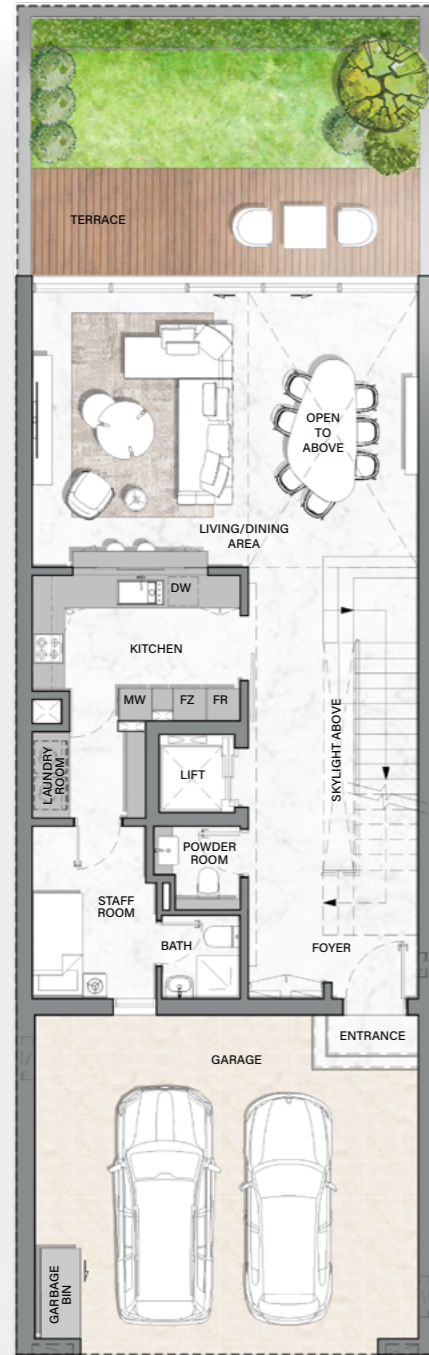 TERRACE
OPEN
TO
ABOVE
LIVING/DINING
AREA
DW
KITCHEN
MW
FZ
FR
LAUNDRY
ROOM
LIFT
SKYLIGHT ABOVE
POWDER
ROOM
STAFF
ROOM
BATH
FOYER
ENTRANCE
GARAGE
GARBAGE
BIN